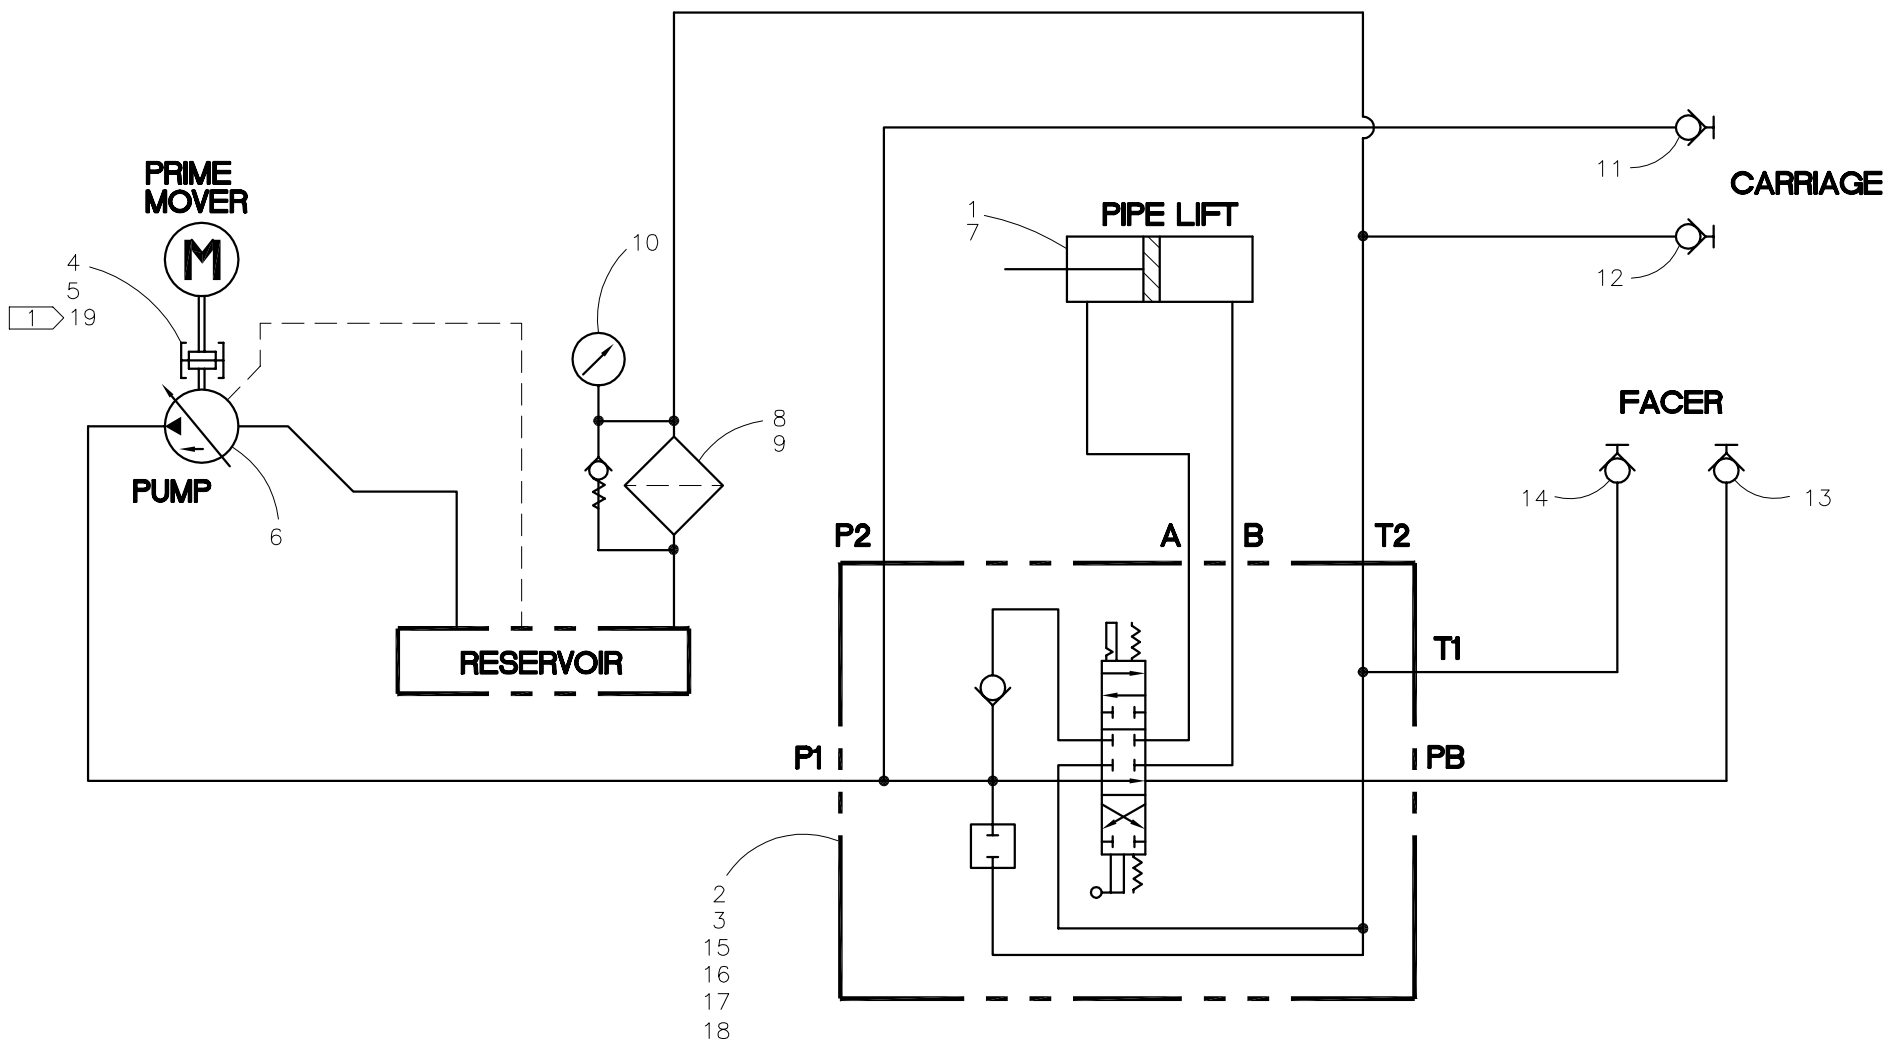 PRIME
MOVER
M
4
5
1 19
PUMP
6
RESERVOIR
10
8
9
1
7
PIPE LIFT
11
CARRIAGE
12
FACER
14
13
P2
A
B
T2
T1
P1
PB
2
3
15
16
17
18